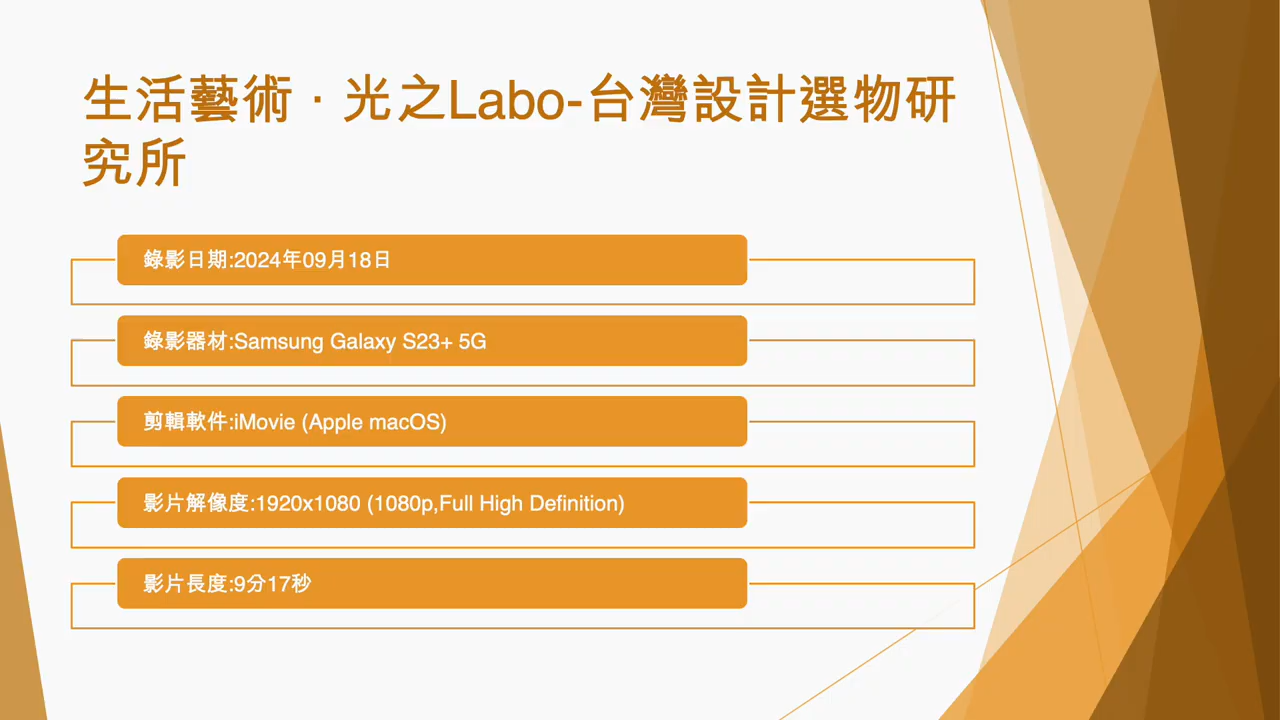 生活藝術．光之Labo-台灣設計選物研
究所
錄影日期:2024年09月18日
錄影器材:Samsung Galaxy S23+ 5G
剪輯軟件:iMovie (Apple macOS)
影片解像度:1920x1080 (1080p,Full High Definition)
影片長度:9分17秒